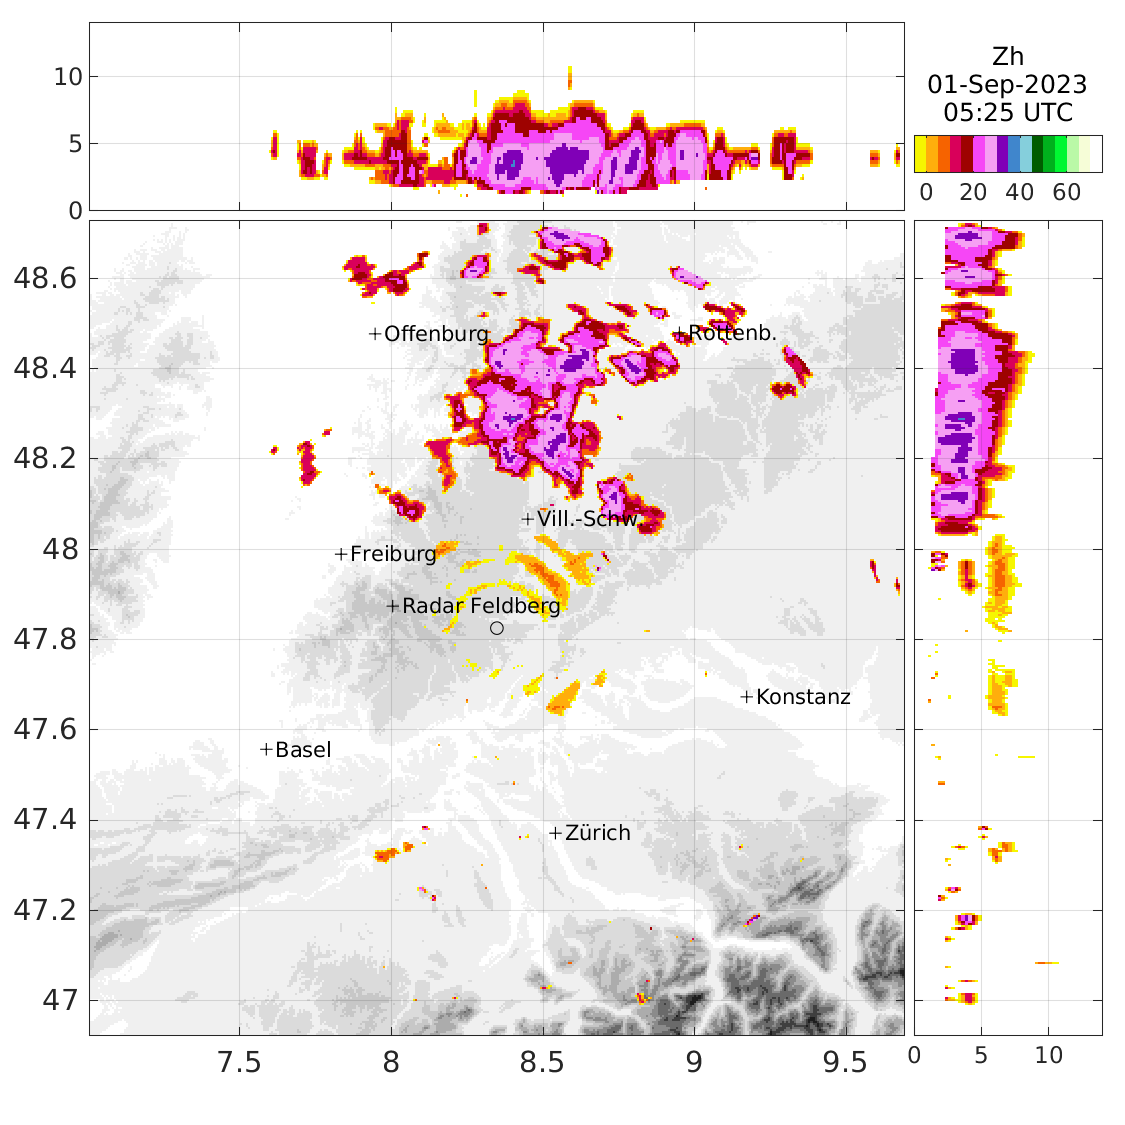 10
5
0
Zh
01-Sep-2023
05:25 UTC
0 20 40 60
48.6
48.4
48.2
48
47.8
47.6
47.4
47.2
47
+Offenburg
+Rottenb.
+Vill.-Schw.
+Freiburg
+Radar Feldberg
+Konstanz
+Basel
+Zürich
7.5 8 8.5 9 9.5
0 5 10